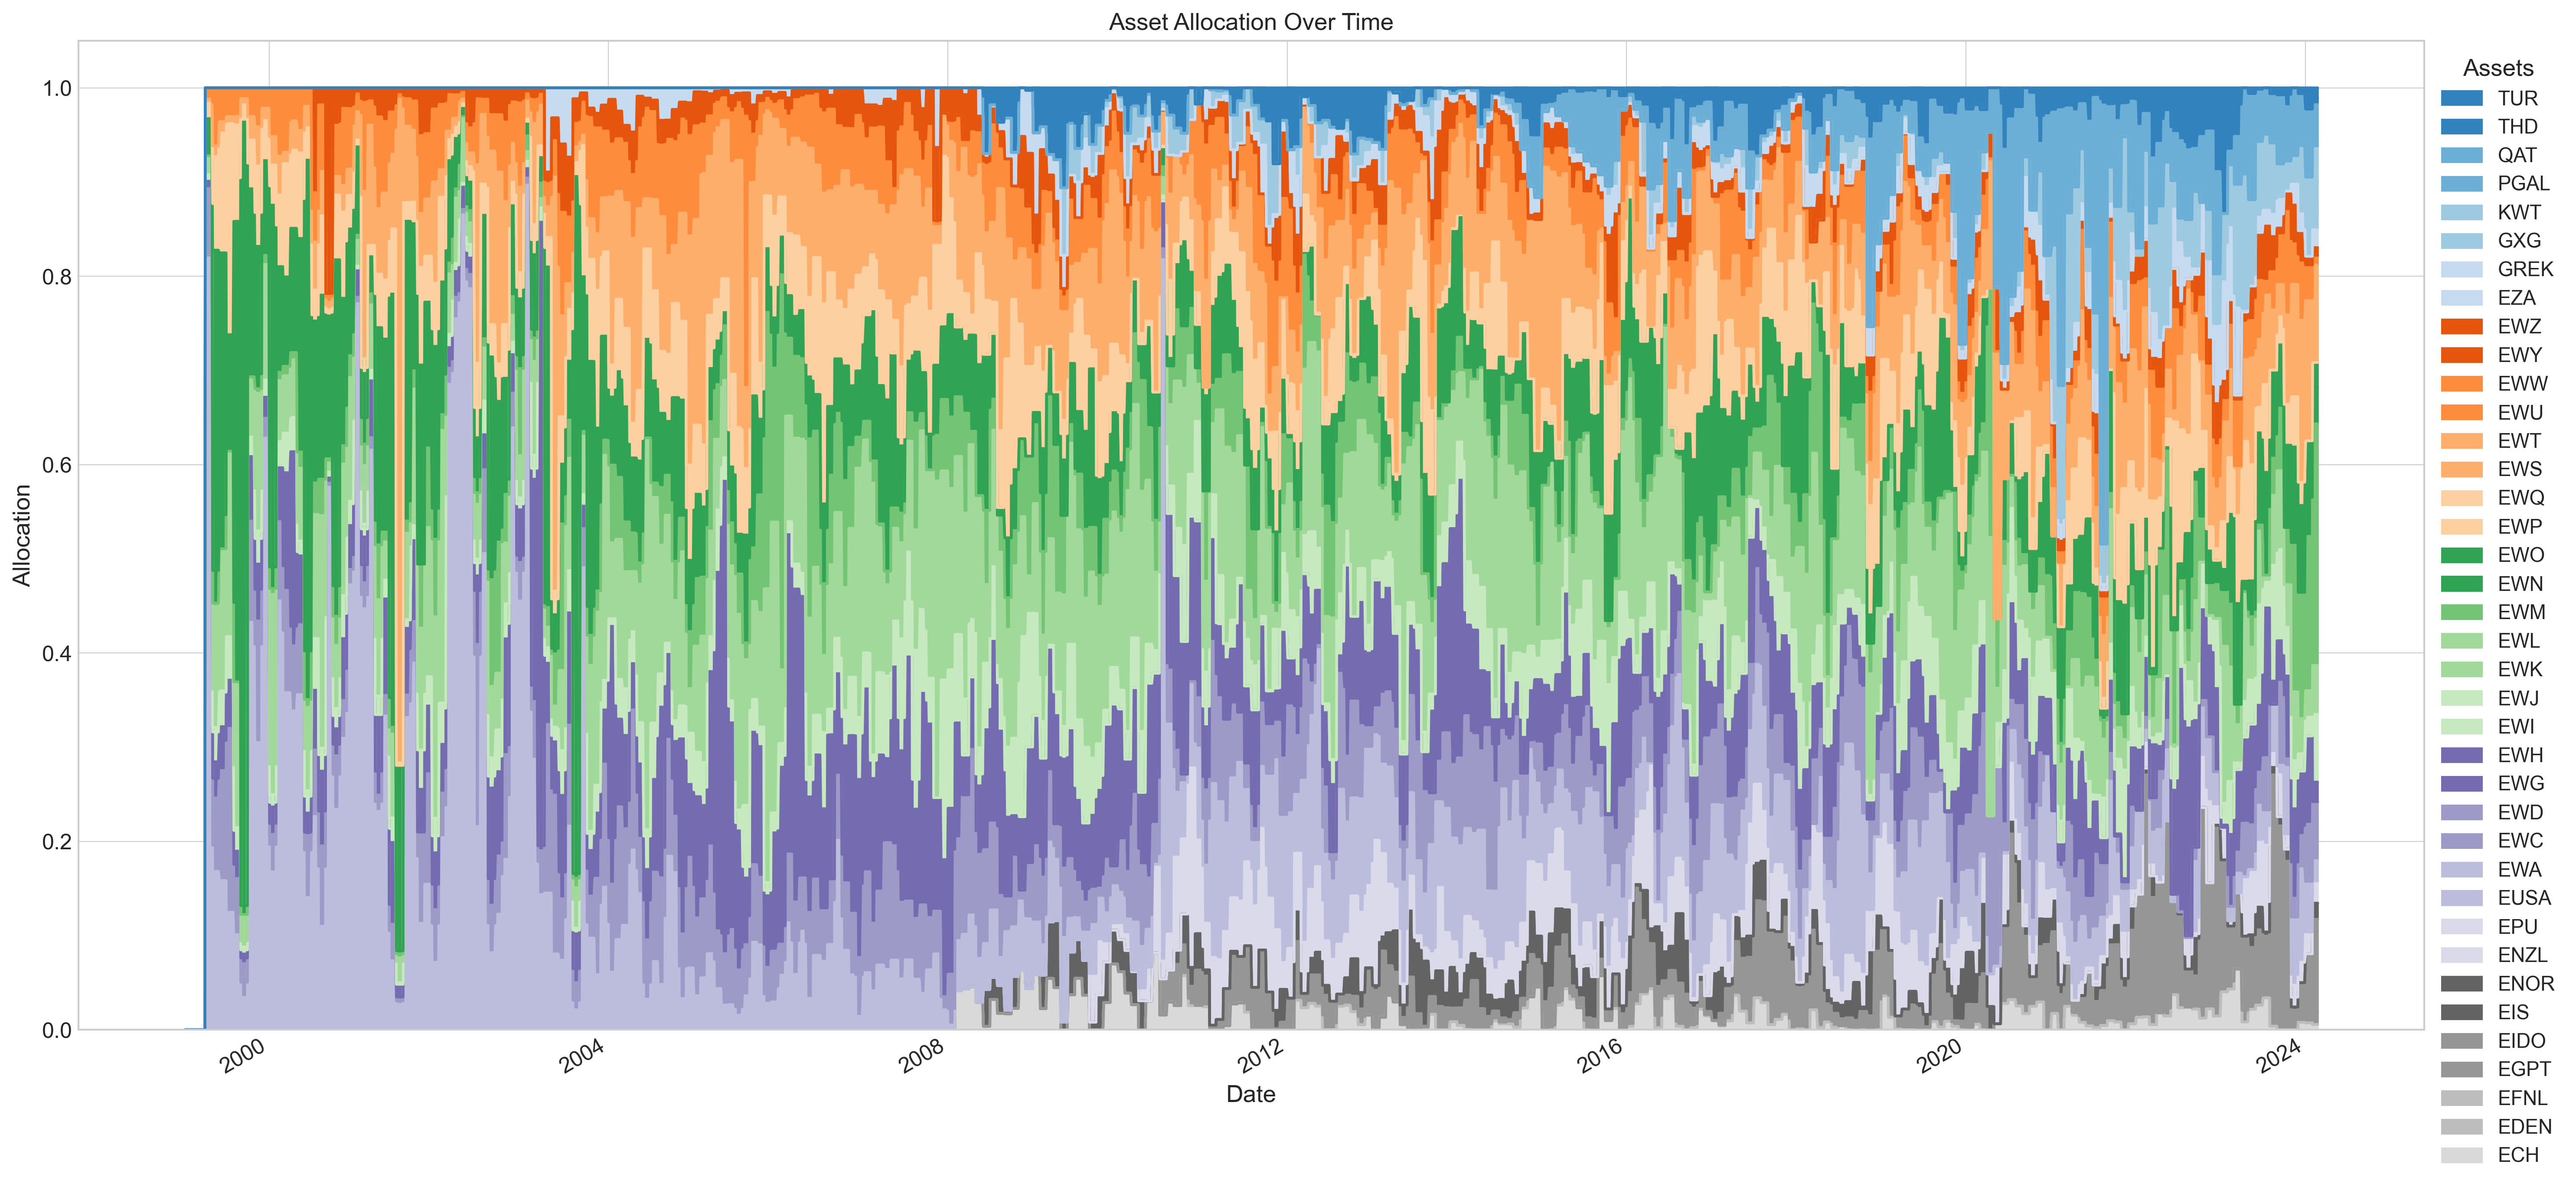 Asset Allocation Over Time
Allocation
1.0
0.8
0.6
0.4
0.2
0.0
2000
2004
2008
2012
2016
2020
2024
Date
Assets
TUR
THD
QAT
PGAL
KWT
GXG
GREK
EZA
EWZ
EWY
EWW
EWU
EWT
EWS
EWQ
EWP
EWO
EWN
EWM
EWL
EWK
EWJ
EWI
EWH
EWG
EWD
EWC
EWA
EUSA
EPU
ENZL
ENOR
EIS
EIDO
EGPT
EFNL
EDEN
ECH